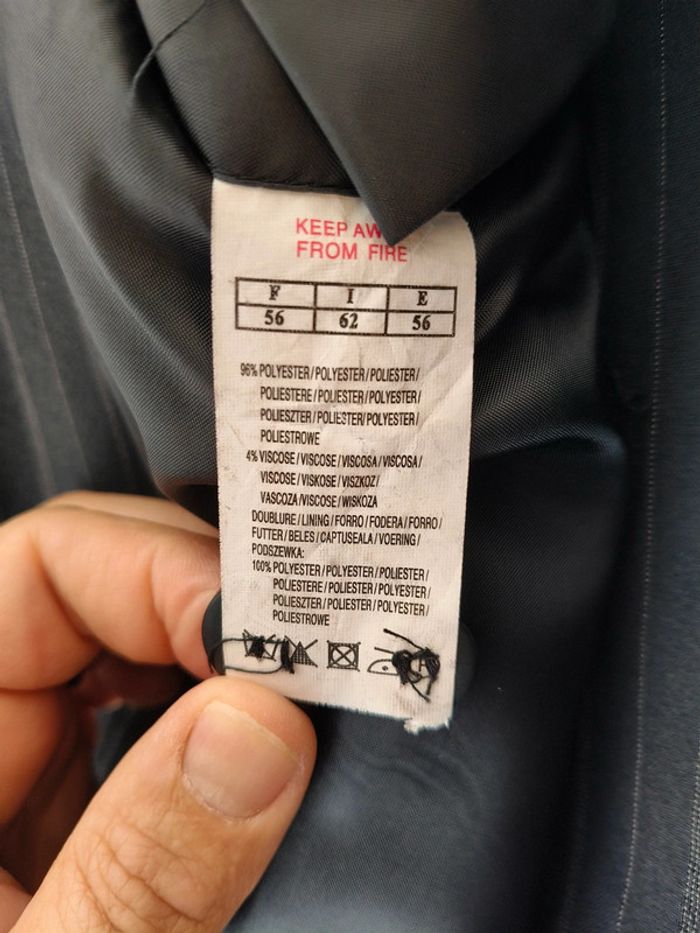 KEEP AW
FROM FIRE
F I E
56 62 56
96% POLYESTER/POLYESTER/POLIESTER/
POLIESTERE/POLIESTER/POLYESTER/
POLIESZTER/POLIESTER/POLYESTER/
POLIESTROWE
4% VISCOSE/VISCOSE/VISCOSA/VISCOSA/
VISCOSE/VISKOSE/VISZKOZ/
VASCOZA/VISCOSE/WISKOZA
DOUBLURE/LINING/FORRO/FODERA/FORRO/
FUTTER/BELES/CAPTUSEALA/VOERING/
PODSZEWKA:
100% POLYESTER/POLYESTER/POLIESTER/
POLIESTERE/POLIESTER/POLYESTER/
POLIESZTER/POLIESTER/POLYESTER/
POLIESTROWE